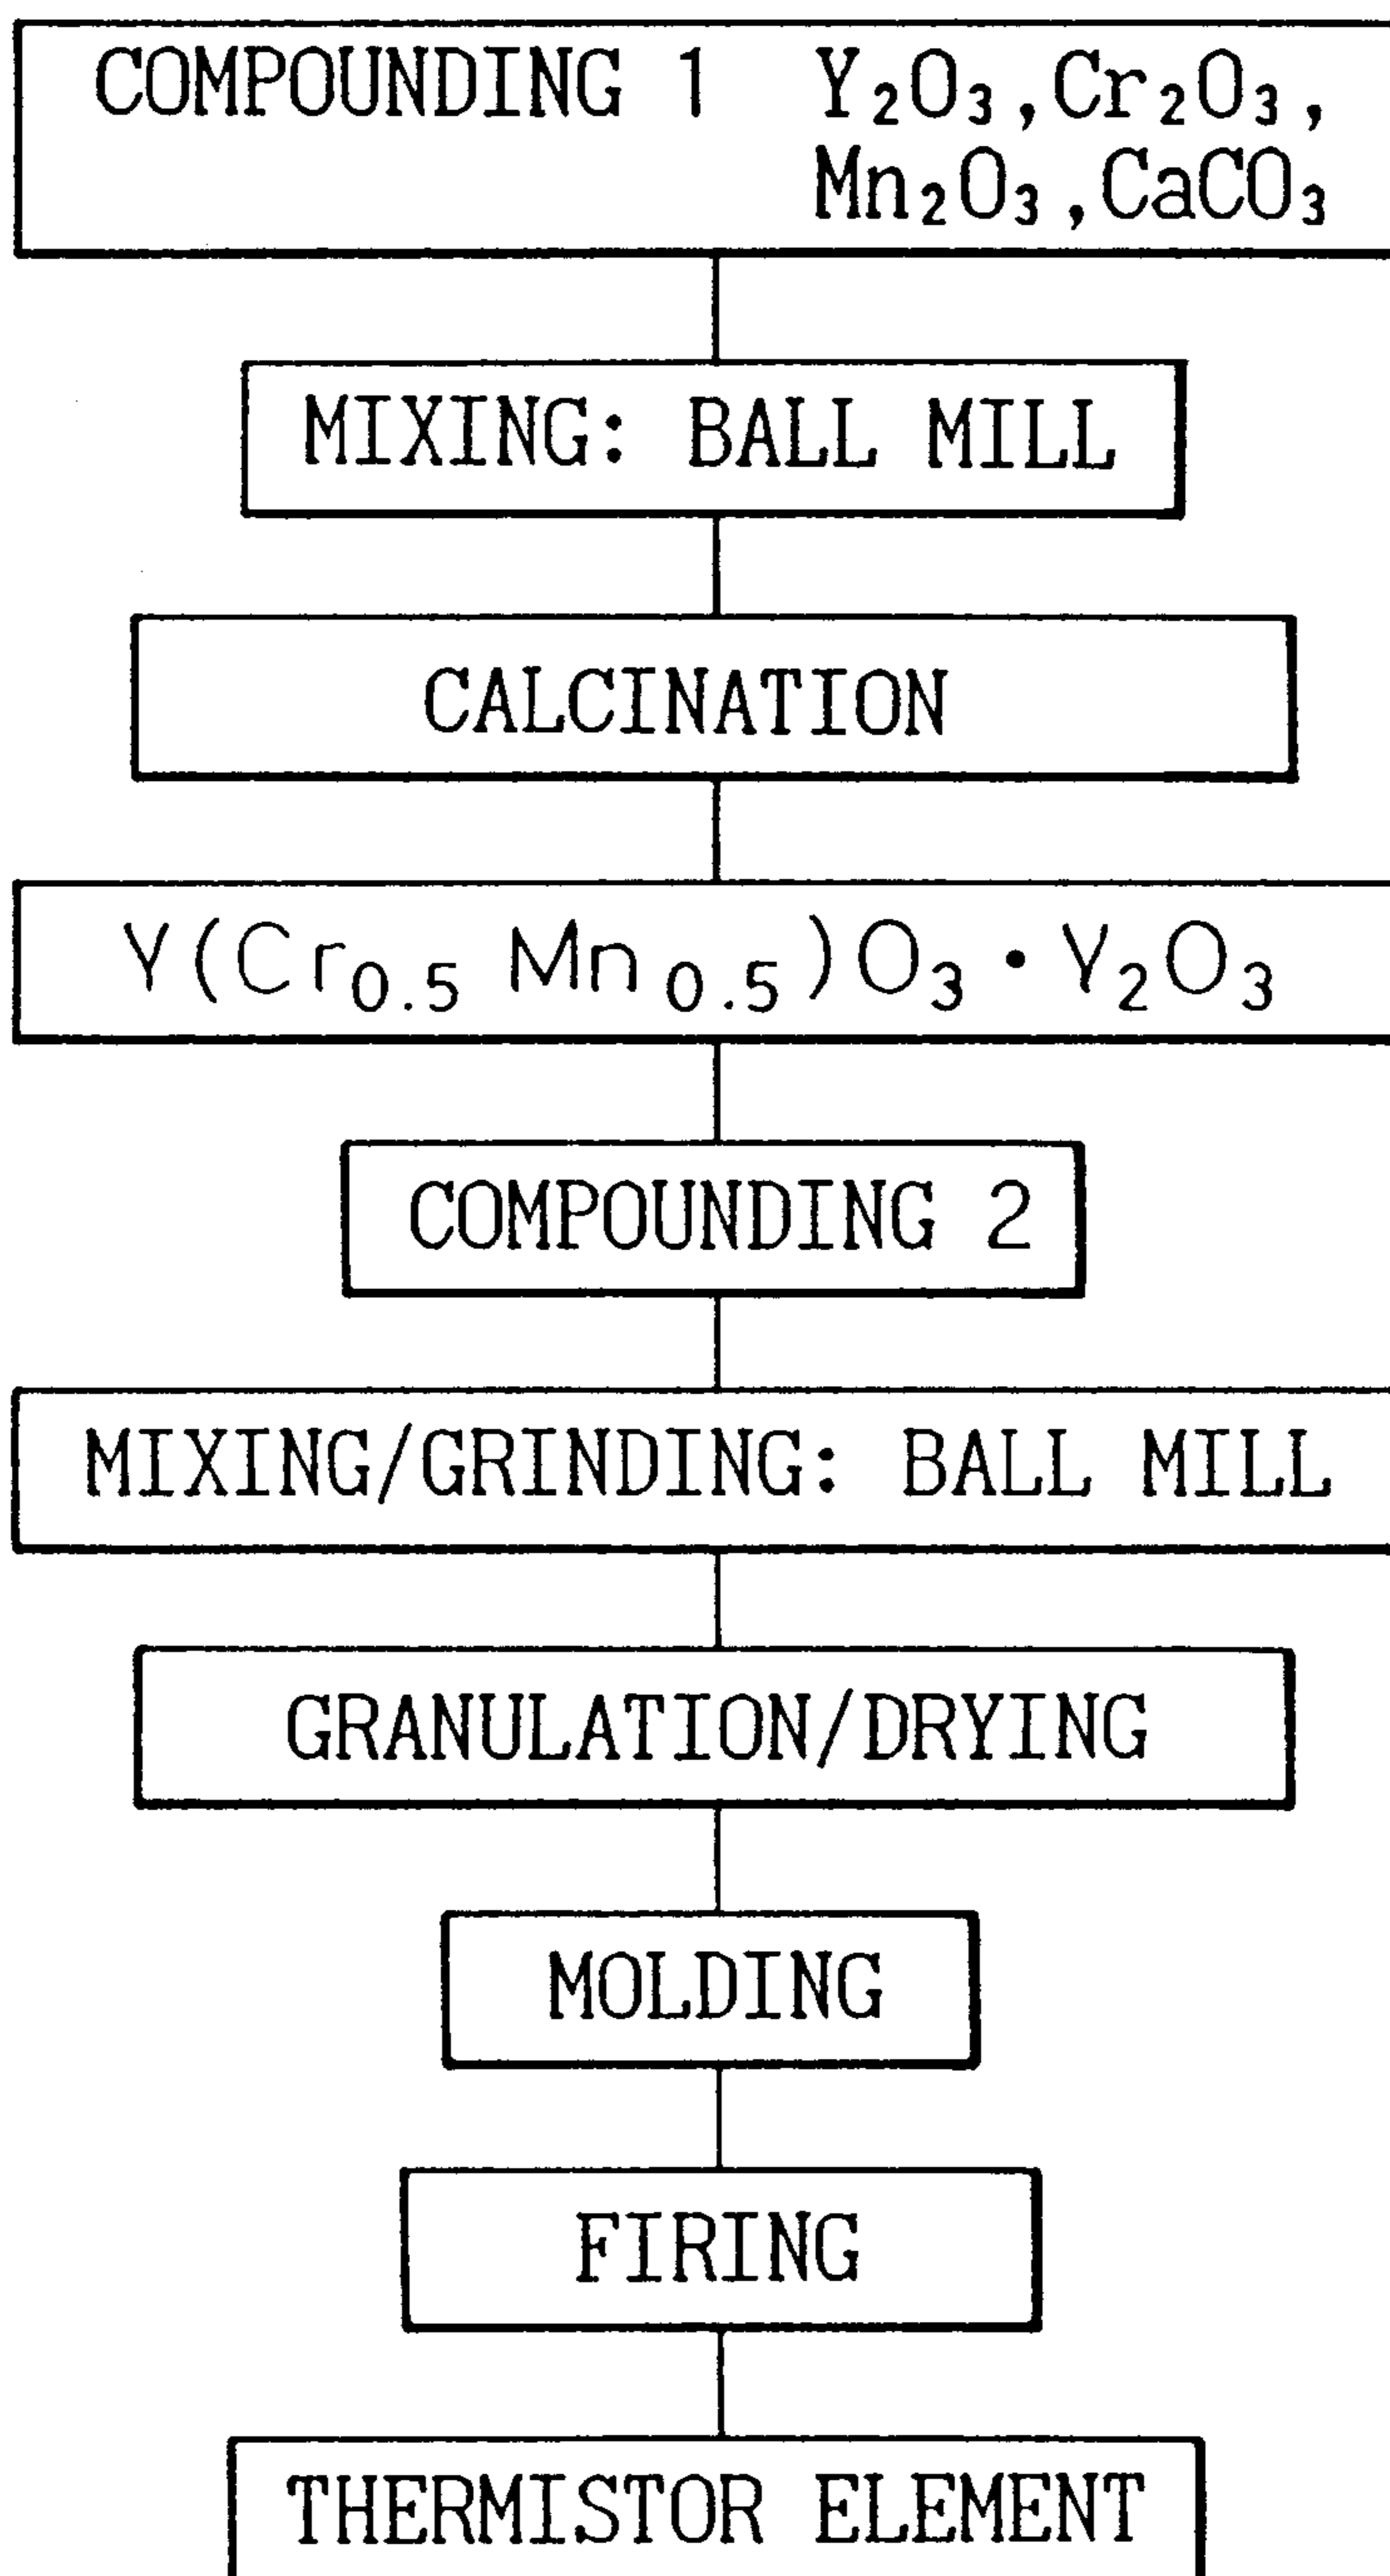 COMPOUNDING 1 Y₂O₃,Cr₂O₃,
Mn₂O₃,CaCO₃
MIXING: BALL MILL
CALCINATION
Y(Cr₀.₅ Mn₀.₅)O₃・Y₂O₃
COMPOUNDING 2
MIXING/GRINDING: BALL MILL
GRANULATION/DRYING
MOLDING
FIRING
THERMISTOR ELEMENT